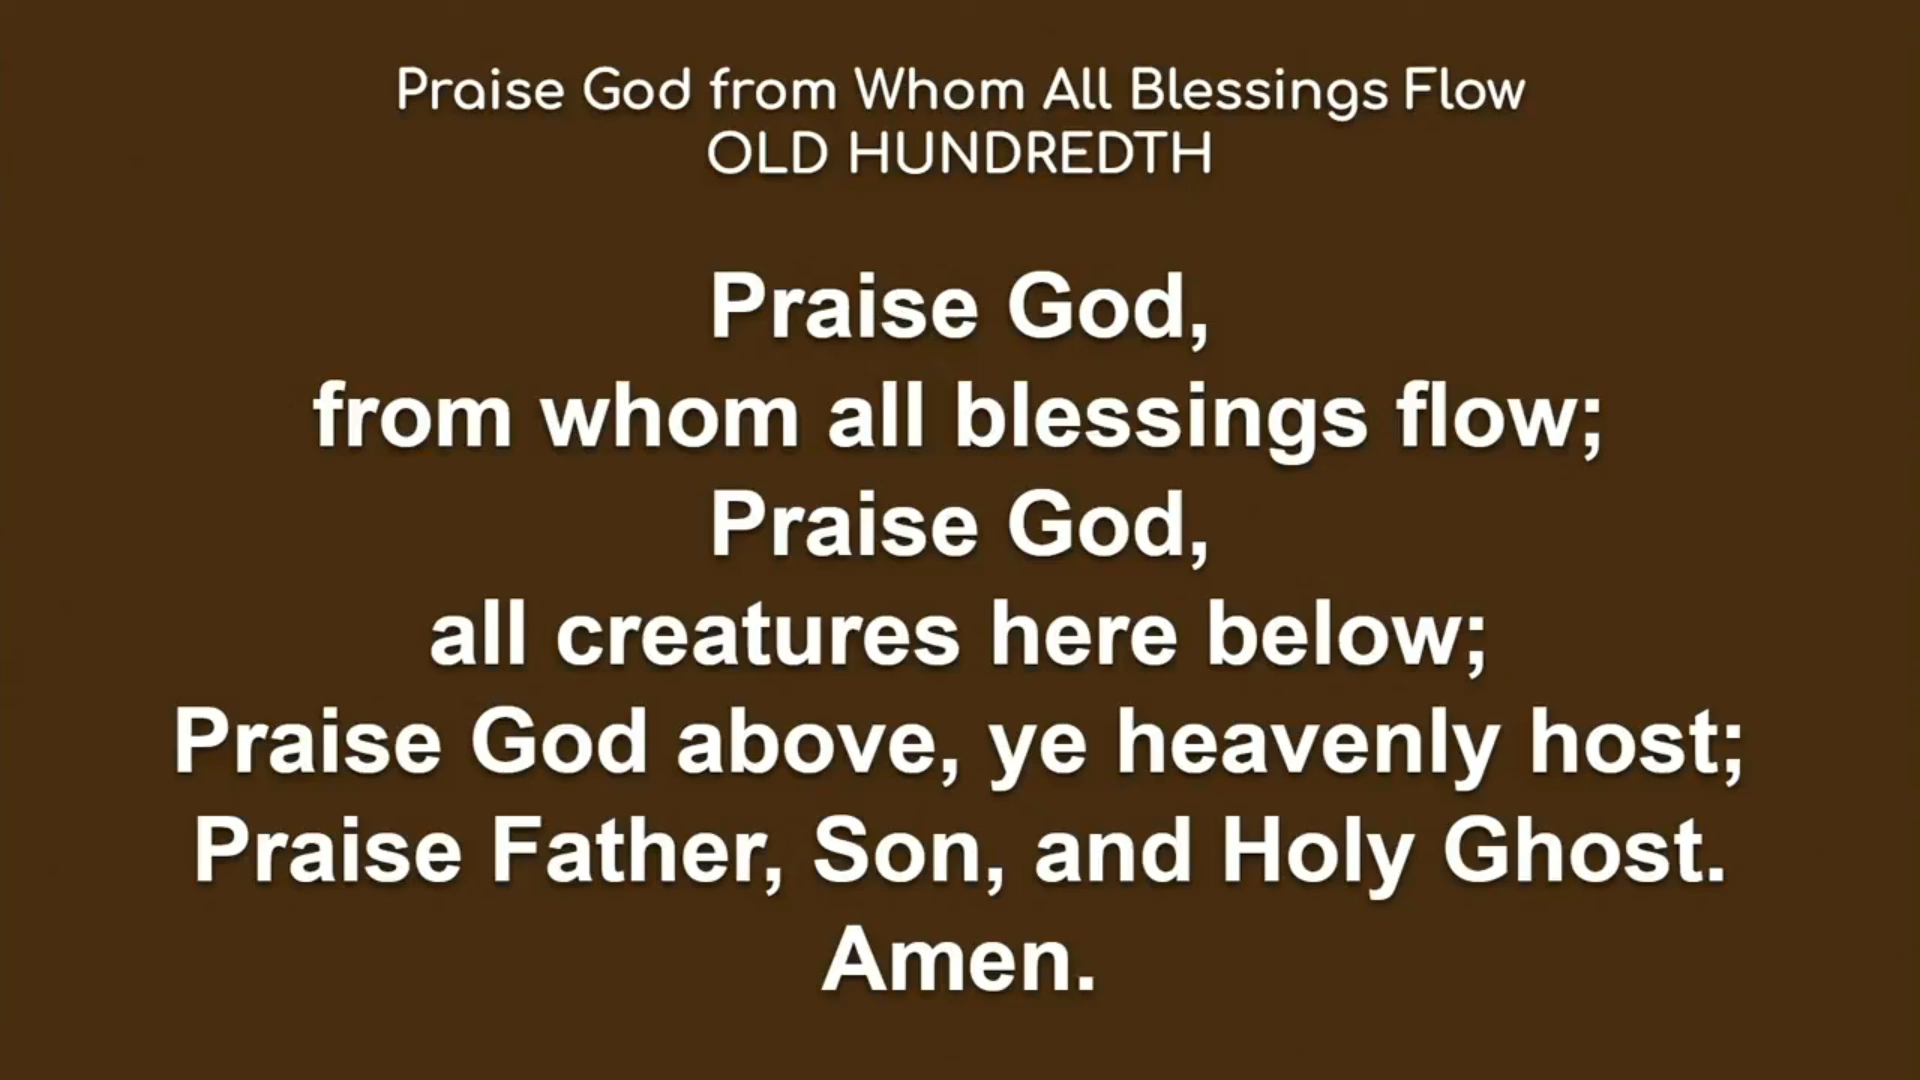 Praise God from Whom All Blessings Flow
OLD HUNDREDTH
Praise God,
from whom all blessings flow;
Praise God,
all creatures here below;
Praise God above, ye heavenly host;
Praise Father, Son, and Holy Ghost.
Amen.